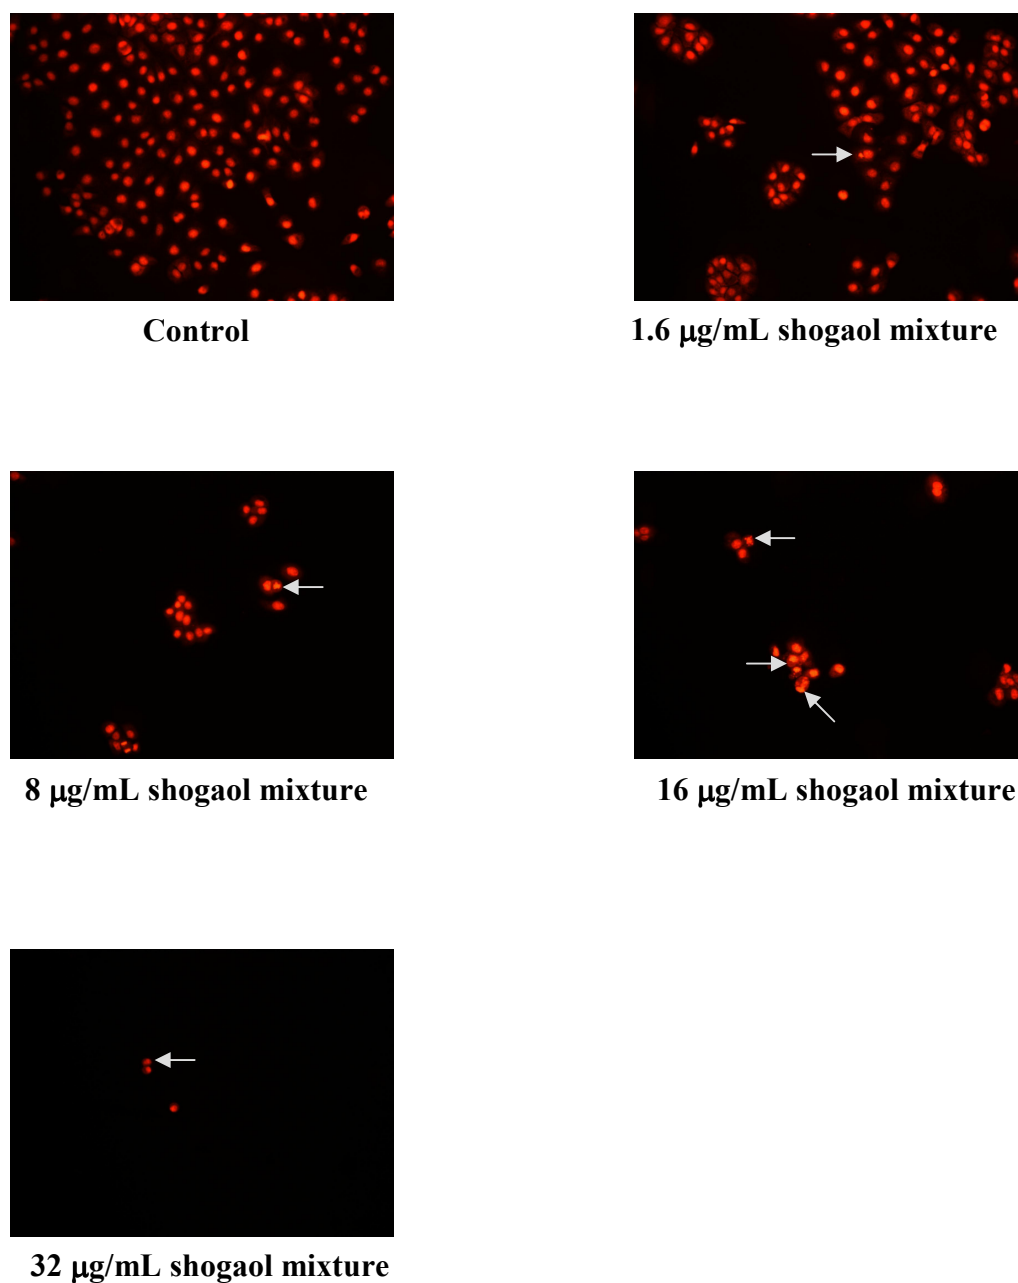 Control
1.6 μg/mL shogaol mixture
8 μg/mL shogaol mixture
16 μg/mL shogaol mixture
32 μg/mL shogaol mixture